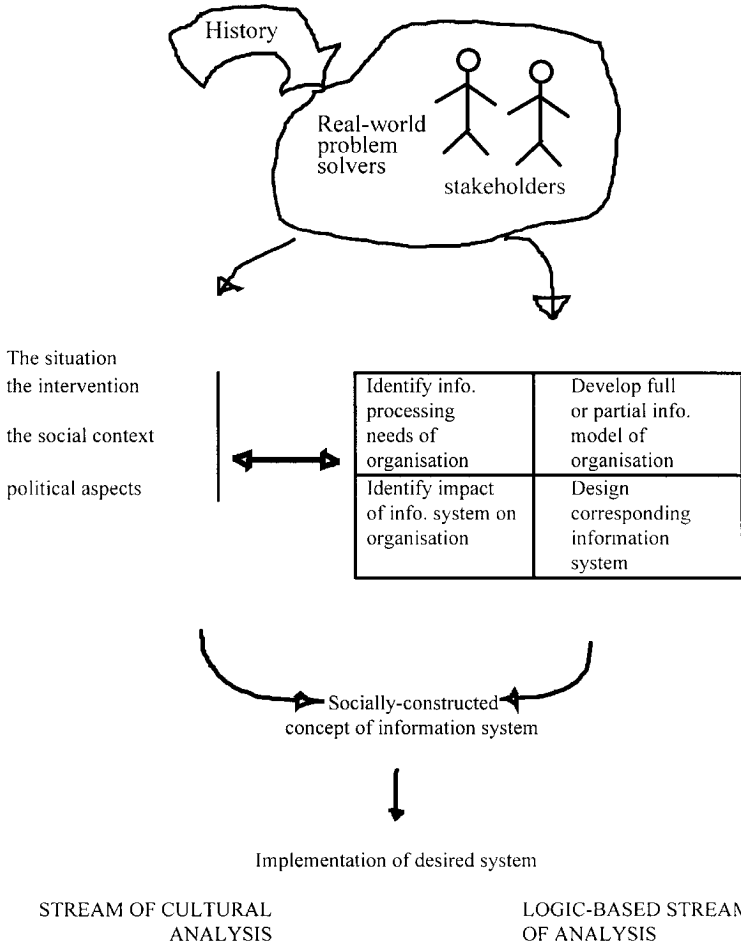 History
Real-world
problem
solvers
stakeholders
The situation
the intervention
the social context
political aspects
Identify info.
processing
needs of
organisation
Develop full
or partial info.
model of
organisation
Identify impact
of info. system on
organisation
Design
corresponding
information
system
Socially-constructed
concept of information system
Implementation of desired system
STREAM OF CULTURAL
ANALYSIS
LOGIC-BASED STREAM
OF ANALYSIS